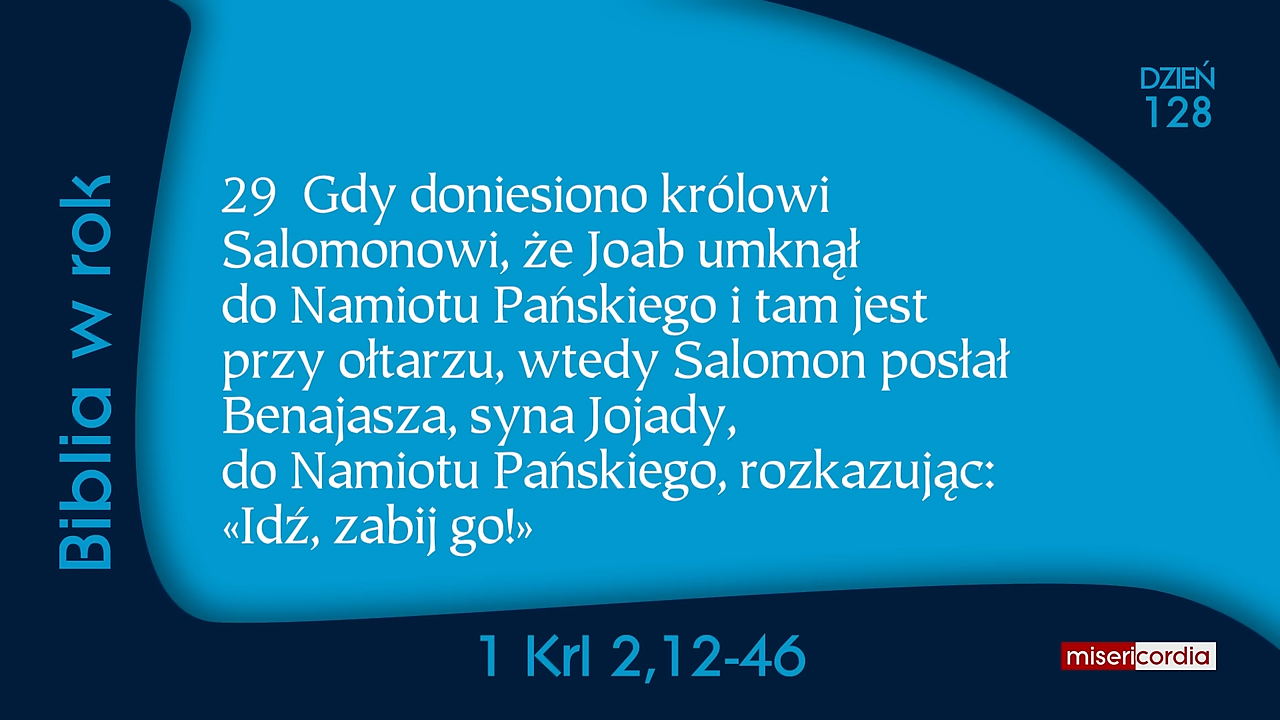 DZIEŃ
128
Biblia w rok
29 Gdy doniesiono królowi
Salomonowi, że Joab umknął
do Namiotu Pańskiego i tam jest
przy ołtarzu, wtedy Salomon posłał
Benajasza, syna Jojady,
do Namiotu Pańskiego, rozkazując:
«Idź, zabij go!»
1 Krl 2,12-46
misericordia